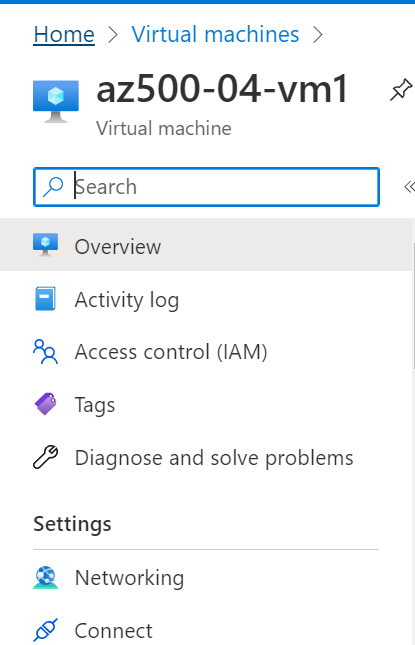 Home > Virtual machines >
az500-04-vm1
Virtual machine
Search
Overview
Activity log
Access control (IAM)
Tags
Diagnose and solve problems
Settings
Networking
Connect